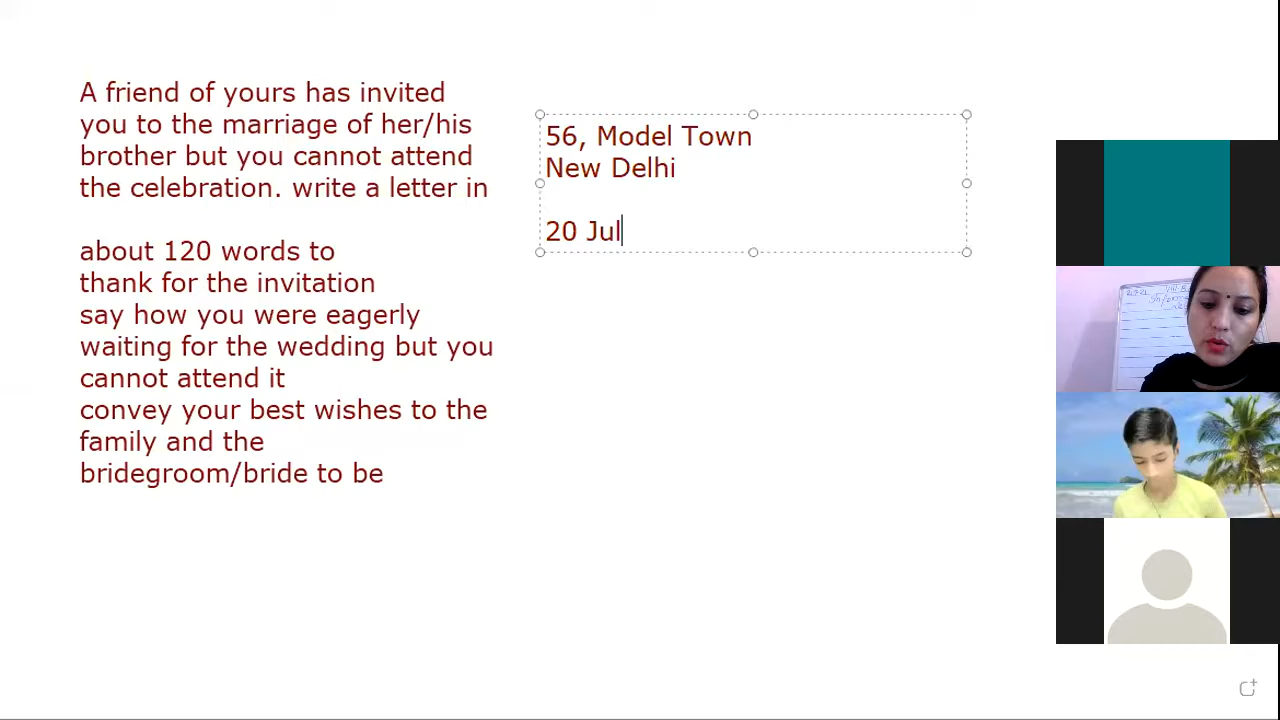 A friend of yours has invited
you to the marriage of her/his
brother but you cannot attend
the celebration. write a letter in
about 120 words to
thank for the invitation
say how you were eagerly
waiting for the wedding but you
cannot attend it
convey your best wishes to the
family and the
bridegroom/bride to be
56, Model Town
New Delhi
20 Jul